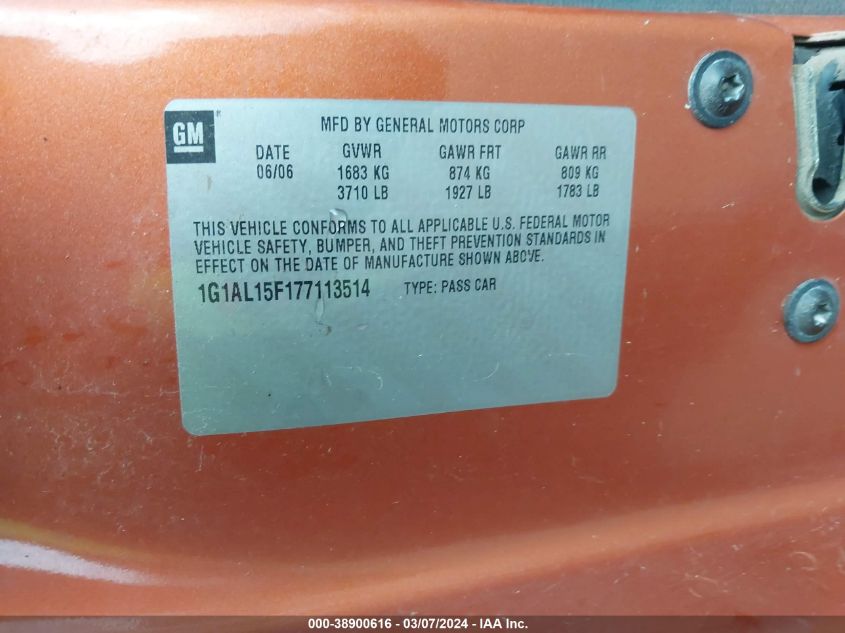 GM
MFD BY GENERAL MOTORS CORP
DATE GVWR GAWR FRT GAWR RR
06/06 1683 KG 874 KG 809 KG
3710 LB 1927 LB 1783 LB
THIS VEHICLE CONFORMS TO ALL APPLICABLE U.S. FEDERAL MOTOR
VEHICLE SAFETY, BUMPER, AND THEFT PREVENTION STANDARDS IN
EFFECT ON THE DATE OF MANUFACTURE SHOWN ABOVE.
1G1AL15F177113514 TYPE: PASS CAR
000-38900616 - 03/07/2024 - IAA Inc.